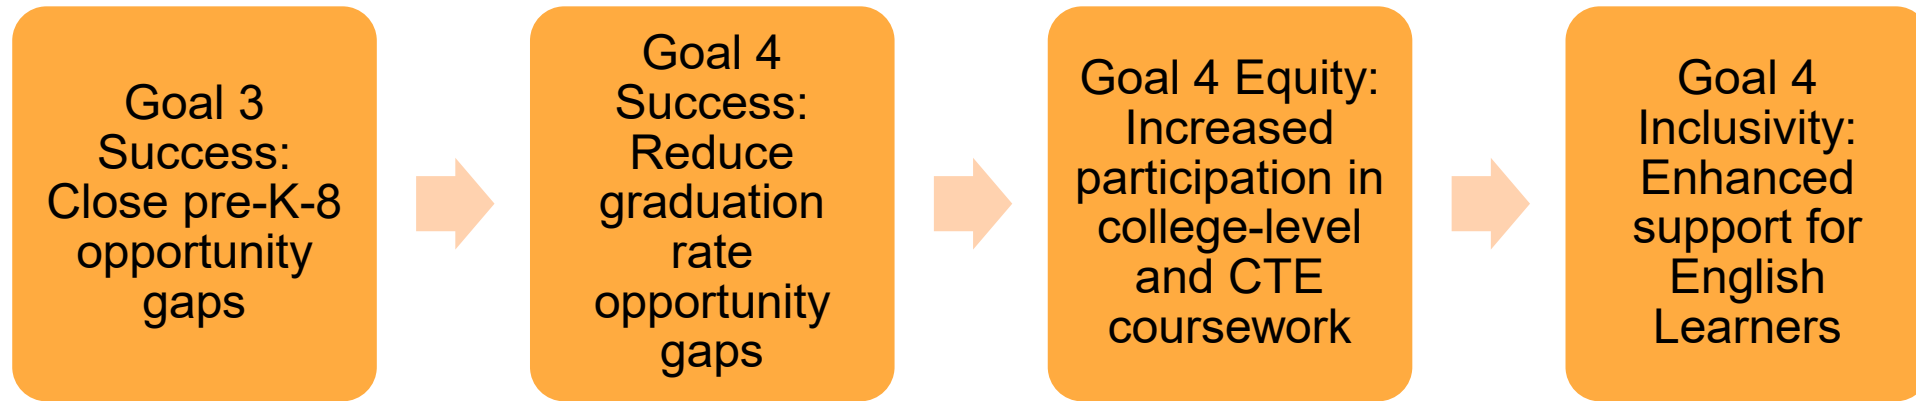 Goal 3
Success:
Close pre-K-8
opportunity
gaps
Goal 4
Success:
Reduce
graduation
rate
opportunity
gaps
Goal 4 Equity:
Increased
participation in
college-level
and CTE
coursework
Goal 4
Inclusivity:
Enhanced
support for
English
Learners